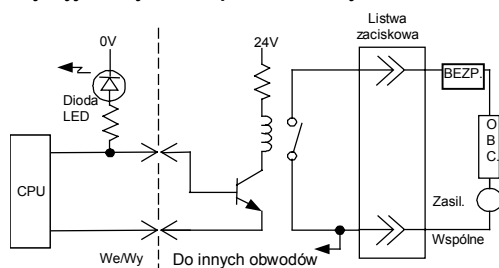 Listwa
zaciskowa
0V
24V
BEZP.
Dioda
LED
O
B
C.
CPU
Zasil.
We/Wy
Do innych obwodów
Wspólne